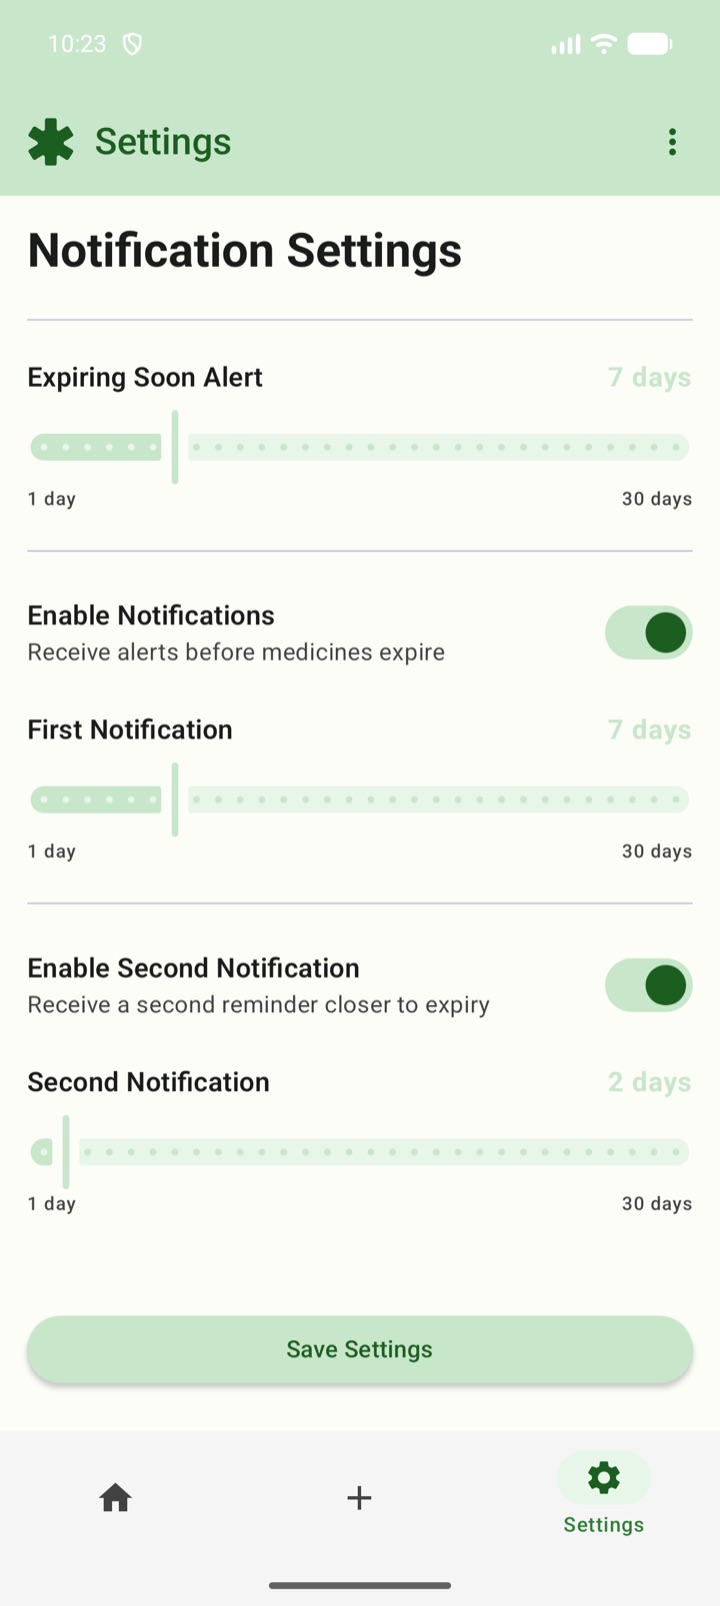 10:23
Settings
Notification Settings
Expiring Soon Alert 7 days
1 day 30 days
Enable Notifications
Receive alerts before medicines expire
First Notification 7 days
1 day 30 days
Enable Second Notification
Receive a second reminder closer to expiry
Second Notification 2 days
1 day 30 days
Save Settings
Settings